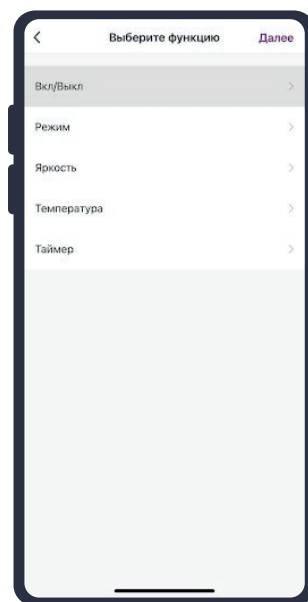 Выберите функцию
Далее
Вкл/Выкл
Режим
Яркость
Температура
Таймер